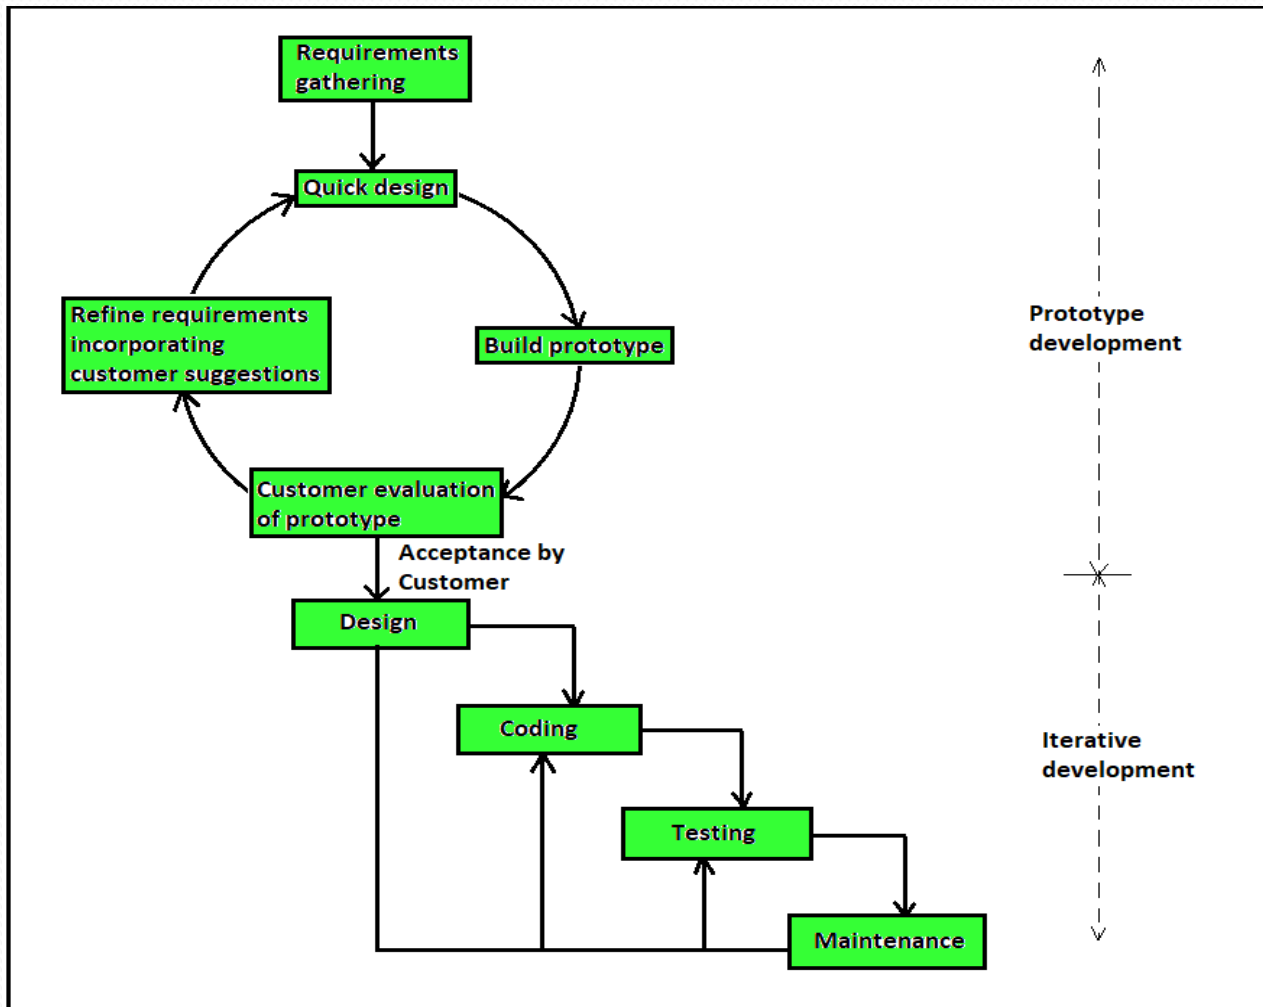 Requirements
gathering
Quick design
Refine requirements
incorporating
customer suggestions
Build prototype
Prototype
development
Customer evaluation
of prototype
Acceptance by
Customer
Design
Coding
Iterative
development
Testing
Maintenance